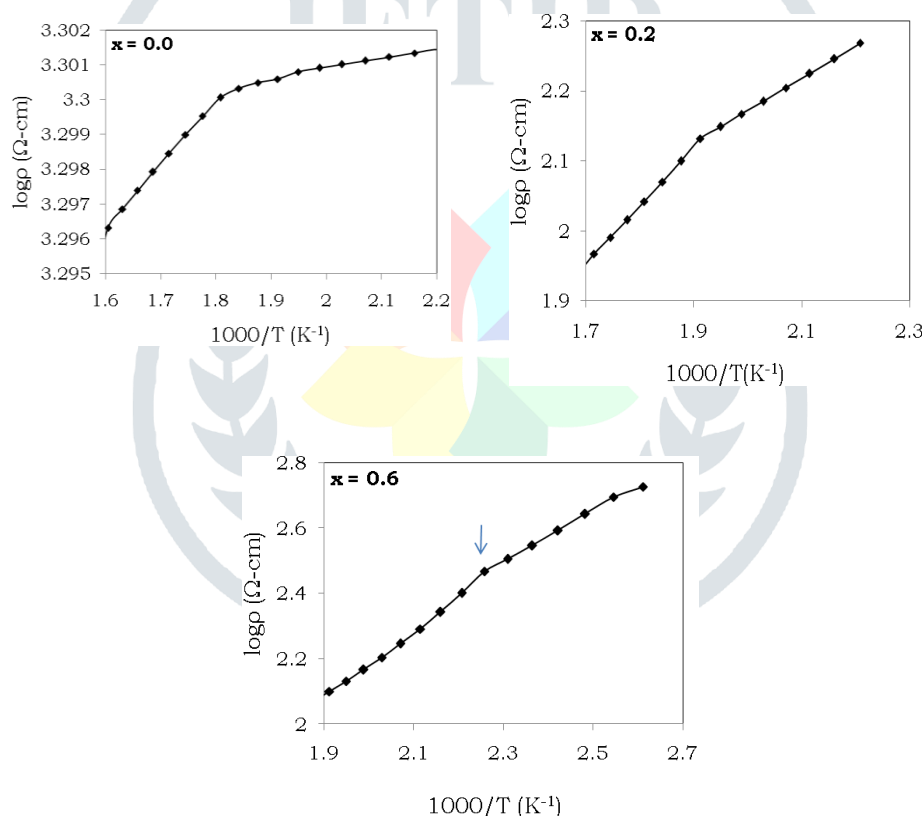 JETIR
x = 0.0
3.302
3.301
3.3
3.299
3.298
3.297
3.296
3.295
logρ (Ω-cm)
1.6 1.7 1.8 1.9 2 2.1 2.2
1000/T (K⁻¹)
x = 0.2
2.3
2.2
2.1
2
1.9
logρ (Ω-cm)
1.7 1.9 2.1 2.3
1000/T(K⁻¹)
x = 0.6
2.8
2.6
2.4
2.2
2
logρ (Ω-cm)
1.9 2.1 2.3 2.5 2.7
1000/T (K⁻¹)